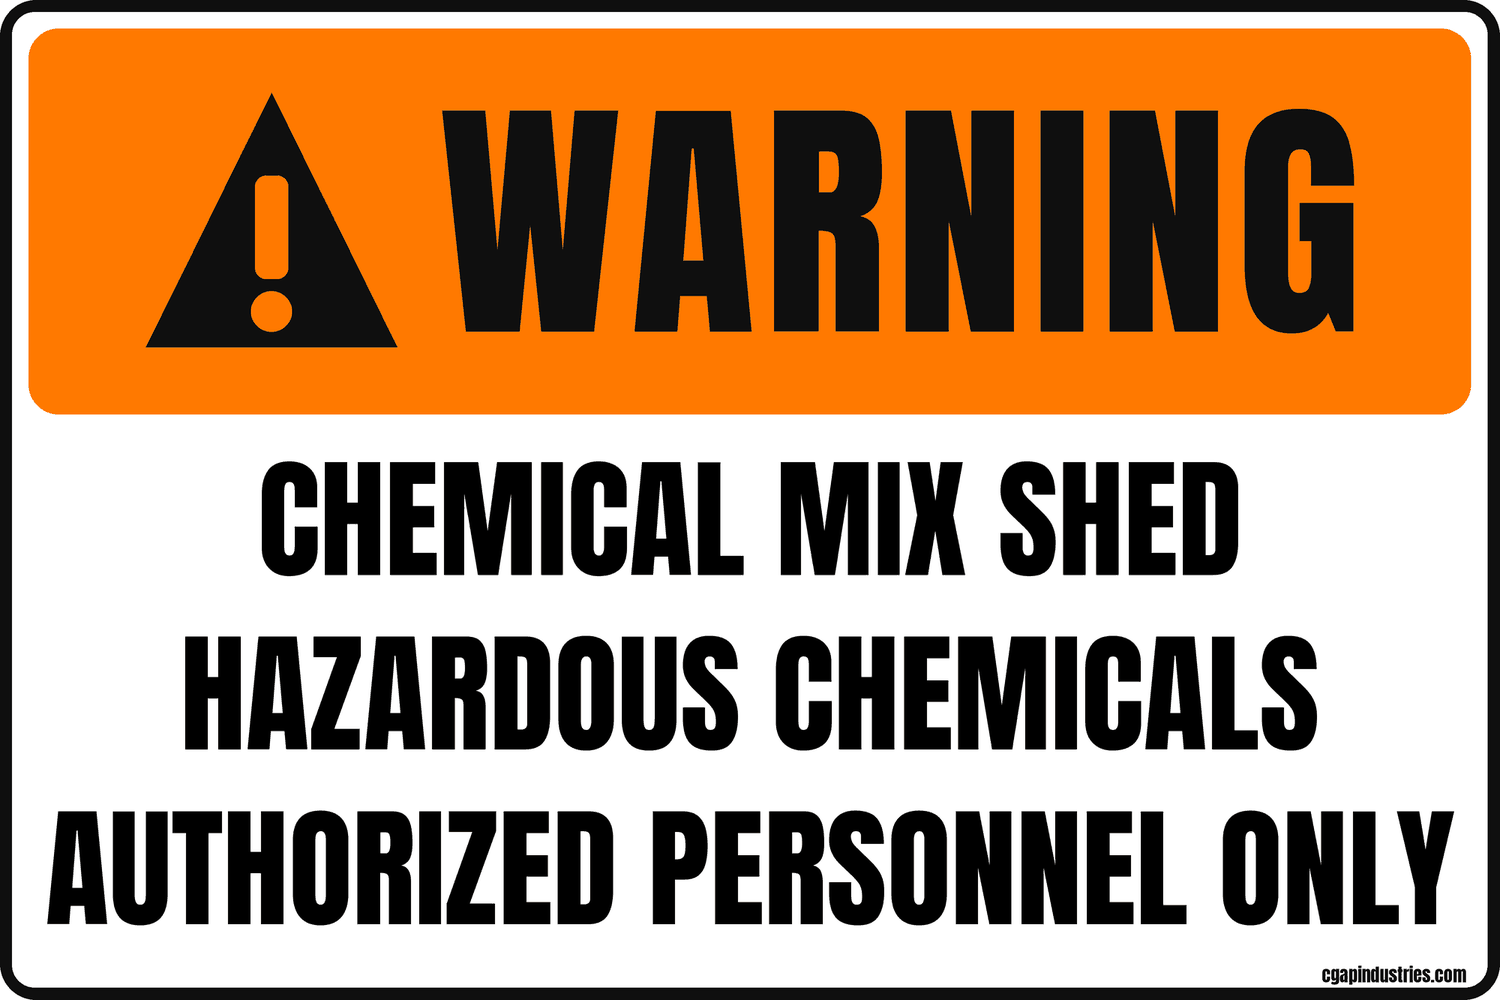 WARNING
CHEMICAL MIX SHED
HAZARDOUS CHEMICALS
AUTHORIZED PERSONNEL ONLY
cgapindustries.com